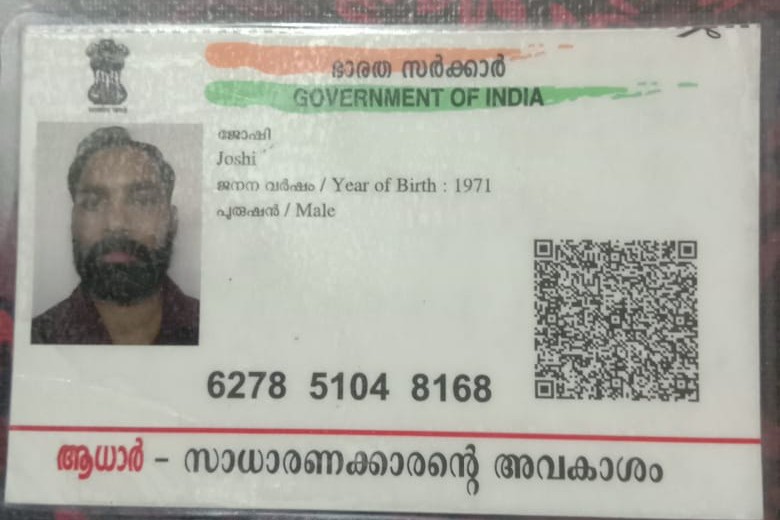 ഭാരത സർക്കാർ
GOVERNMENT OF INDIA
ജോഷി
Joshi
ജനന വർഷം / Year of Birth : 1971
പുരുഷൻ / Male
6278 5104 8168
ആധാർ – സാധാരണക്കാരന്റെ അവകാശം